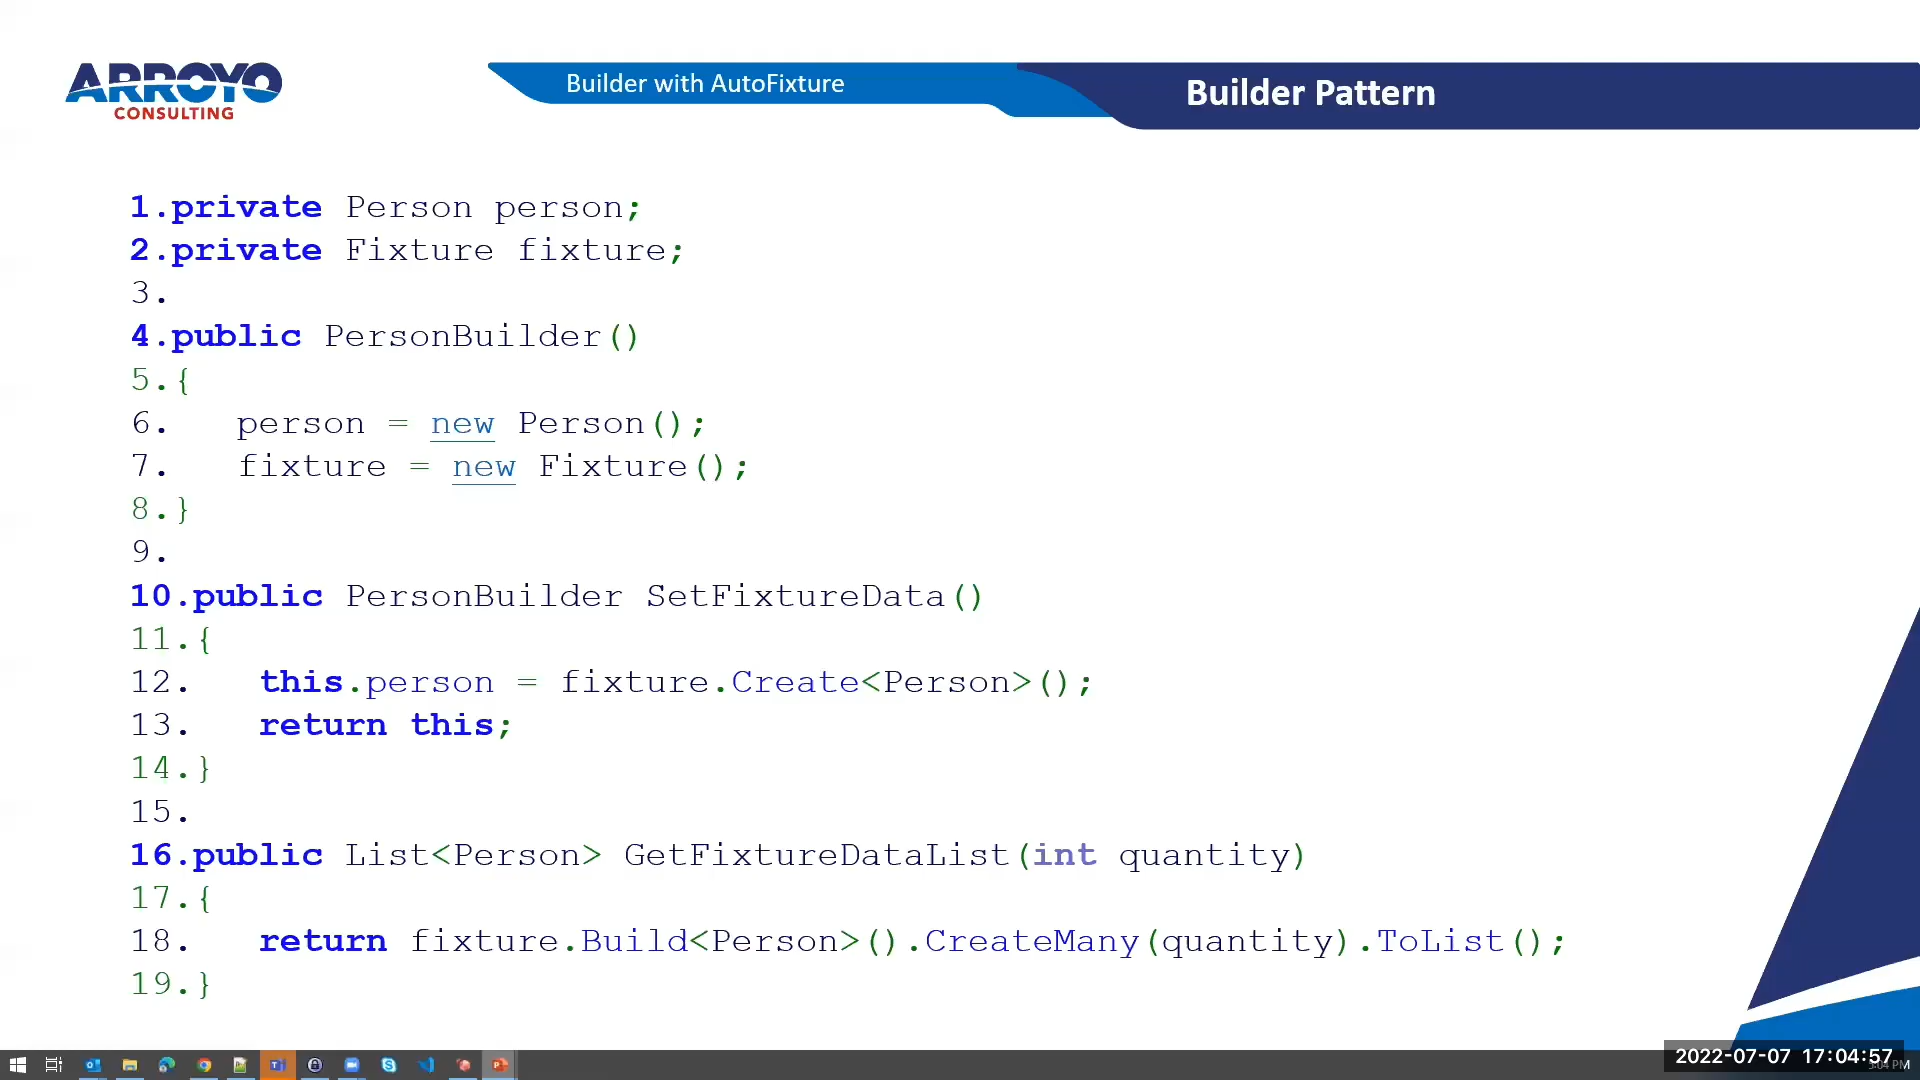 ARROYO
CONSULTING
Builder with AutoFixture
Builder Pattern
1.private Person person;
2.private Fixture fixture;
3.
4.public PersonBuilder()
5.{
6.   person = new Person();
7.   fixture = new Fixture();
8.}
9.
10.public PersonBuilder SetFixtureData()
11.{
12.   this.person = fixture.Create<Person>();
13.   return this;
14.}
15.
16.public List<Person> GetFixtureDataList(int quantity)
17.{
18.   return fixture.Build<Person>().CreateMany(quantity).ToList();
19.}
2022-07-07 17:04:57